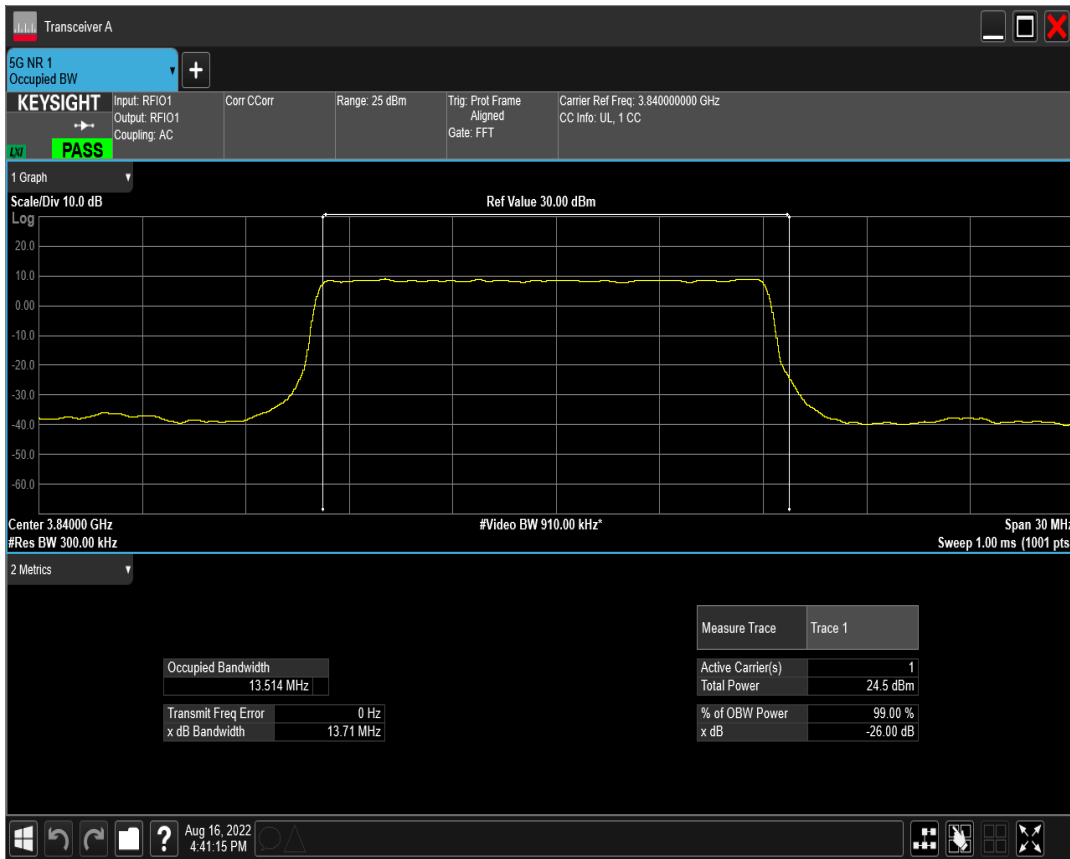 Transceiver A
5G NR 1
Occupied BW
+
KEYSIGHT
LXI
PASS
Input: RFIO1
Output: RFIO1
Coupling: AC
Corr CCorr
Range: 25 dBm
Trig: Prot Frame
Aligned
Gate: FFT
Carrier Ref Freq: 3.840000000 GHz
CC Info: UL, 1 CC
1 Graph
Scale/Div 10.0 dB
Ref Value 30.00 dBm
Log
20.0
10.0
0.00
-10.0
-20.0
-30.0
-40.0
-50.0
-60.0
Center 3.84000 GHz
#Video BW 910.00 kHz*
Span 30 MHz
#Res BW 300.00 kHz
Sweep 1.00 ms (1001 pts
2 Metrics
Measure Trace Trace 1
Occupied Bandwidth
13.514 MHz
Active Carrier(s) 1
Total Power 24.5 dBm
Transmit Freq Error 0 Hz
x dB Bandwidth 13.71 MHz
% of OBW Power 99.00 %
x dB -26.00 dB
?
Aug 16, 2022
4:41:15 PM